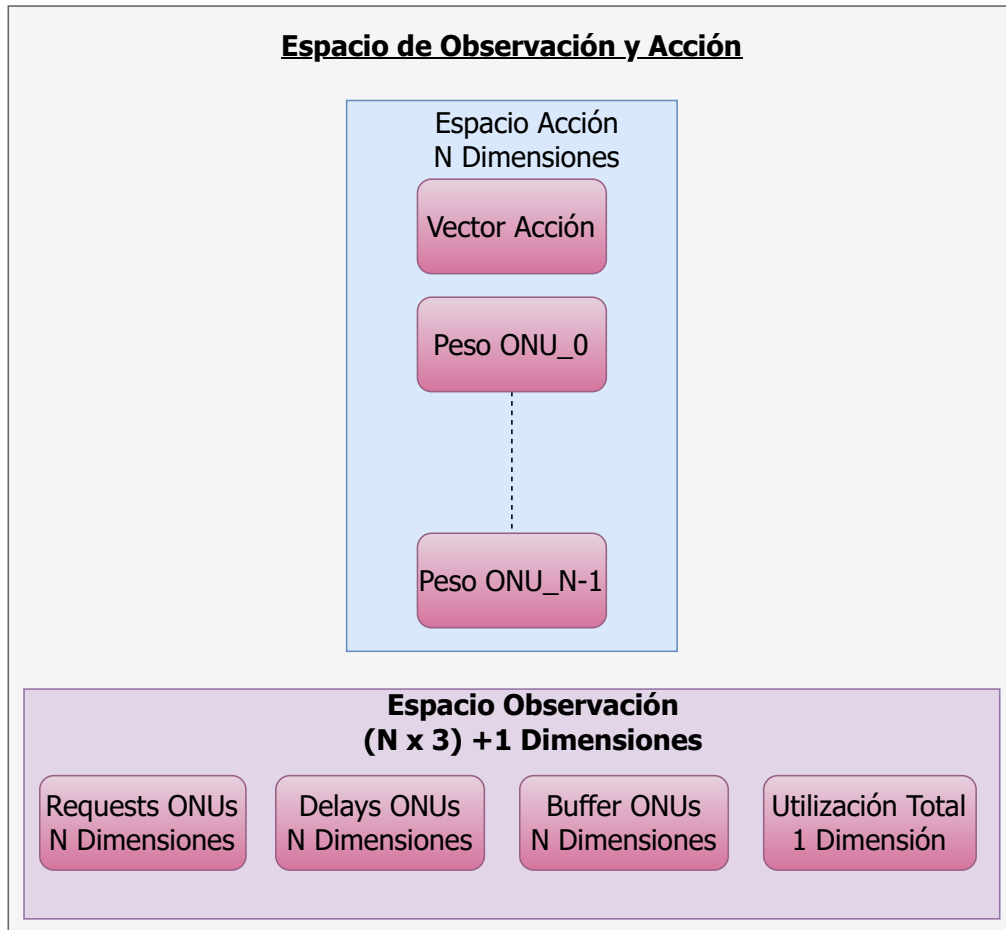 Espacio de Observación y Acción
Espacio Acción
N Dimensiones
Vector Acción
Peso ONU_0
Peso ONU_N-1
Espacio Observación
(N x 3) +1 Dimensiones
Requests ONUs
N Dimensiones
Delays ONUs
N Dimensiones
Buffer ONUs
N Dimensiones
Utilización Total
1 Dimensión